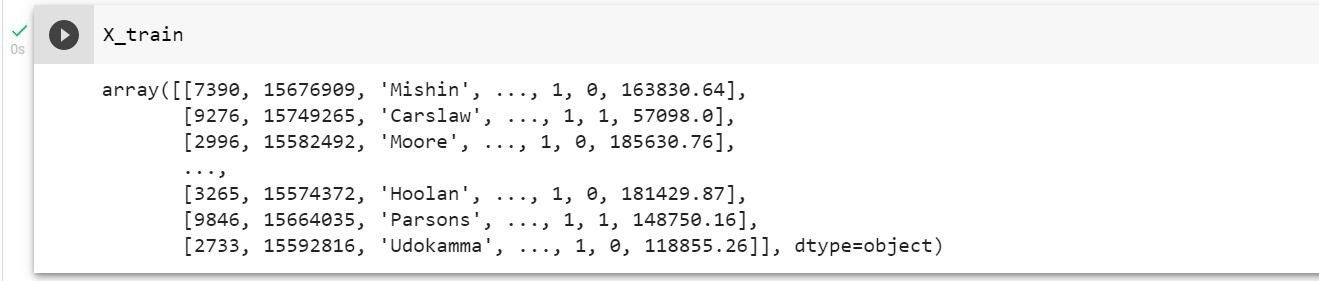 X_train
0s
array([[7390, 15676909, 'Mishin', ..., 1, 0, 163830.64],
[9276, 15749265, 'Carslaw', ..., 1, 1, 57098.0],
[2996, 15582492, 'Moore', ..., 1, 0, 185630.76],
...,
[3265, 15574372, 'Hoolan', ..., 1, 0, 181429.87],
[9846, 15664035, 'Parsons', ..., 1, 1, 148750.16],
[2733, 15592816, 'Udokamma', ..., 1, 0, 118855.26]], dtype=object)